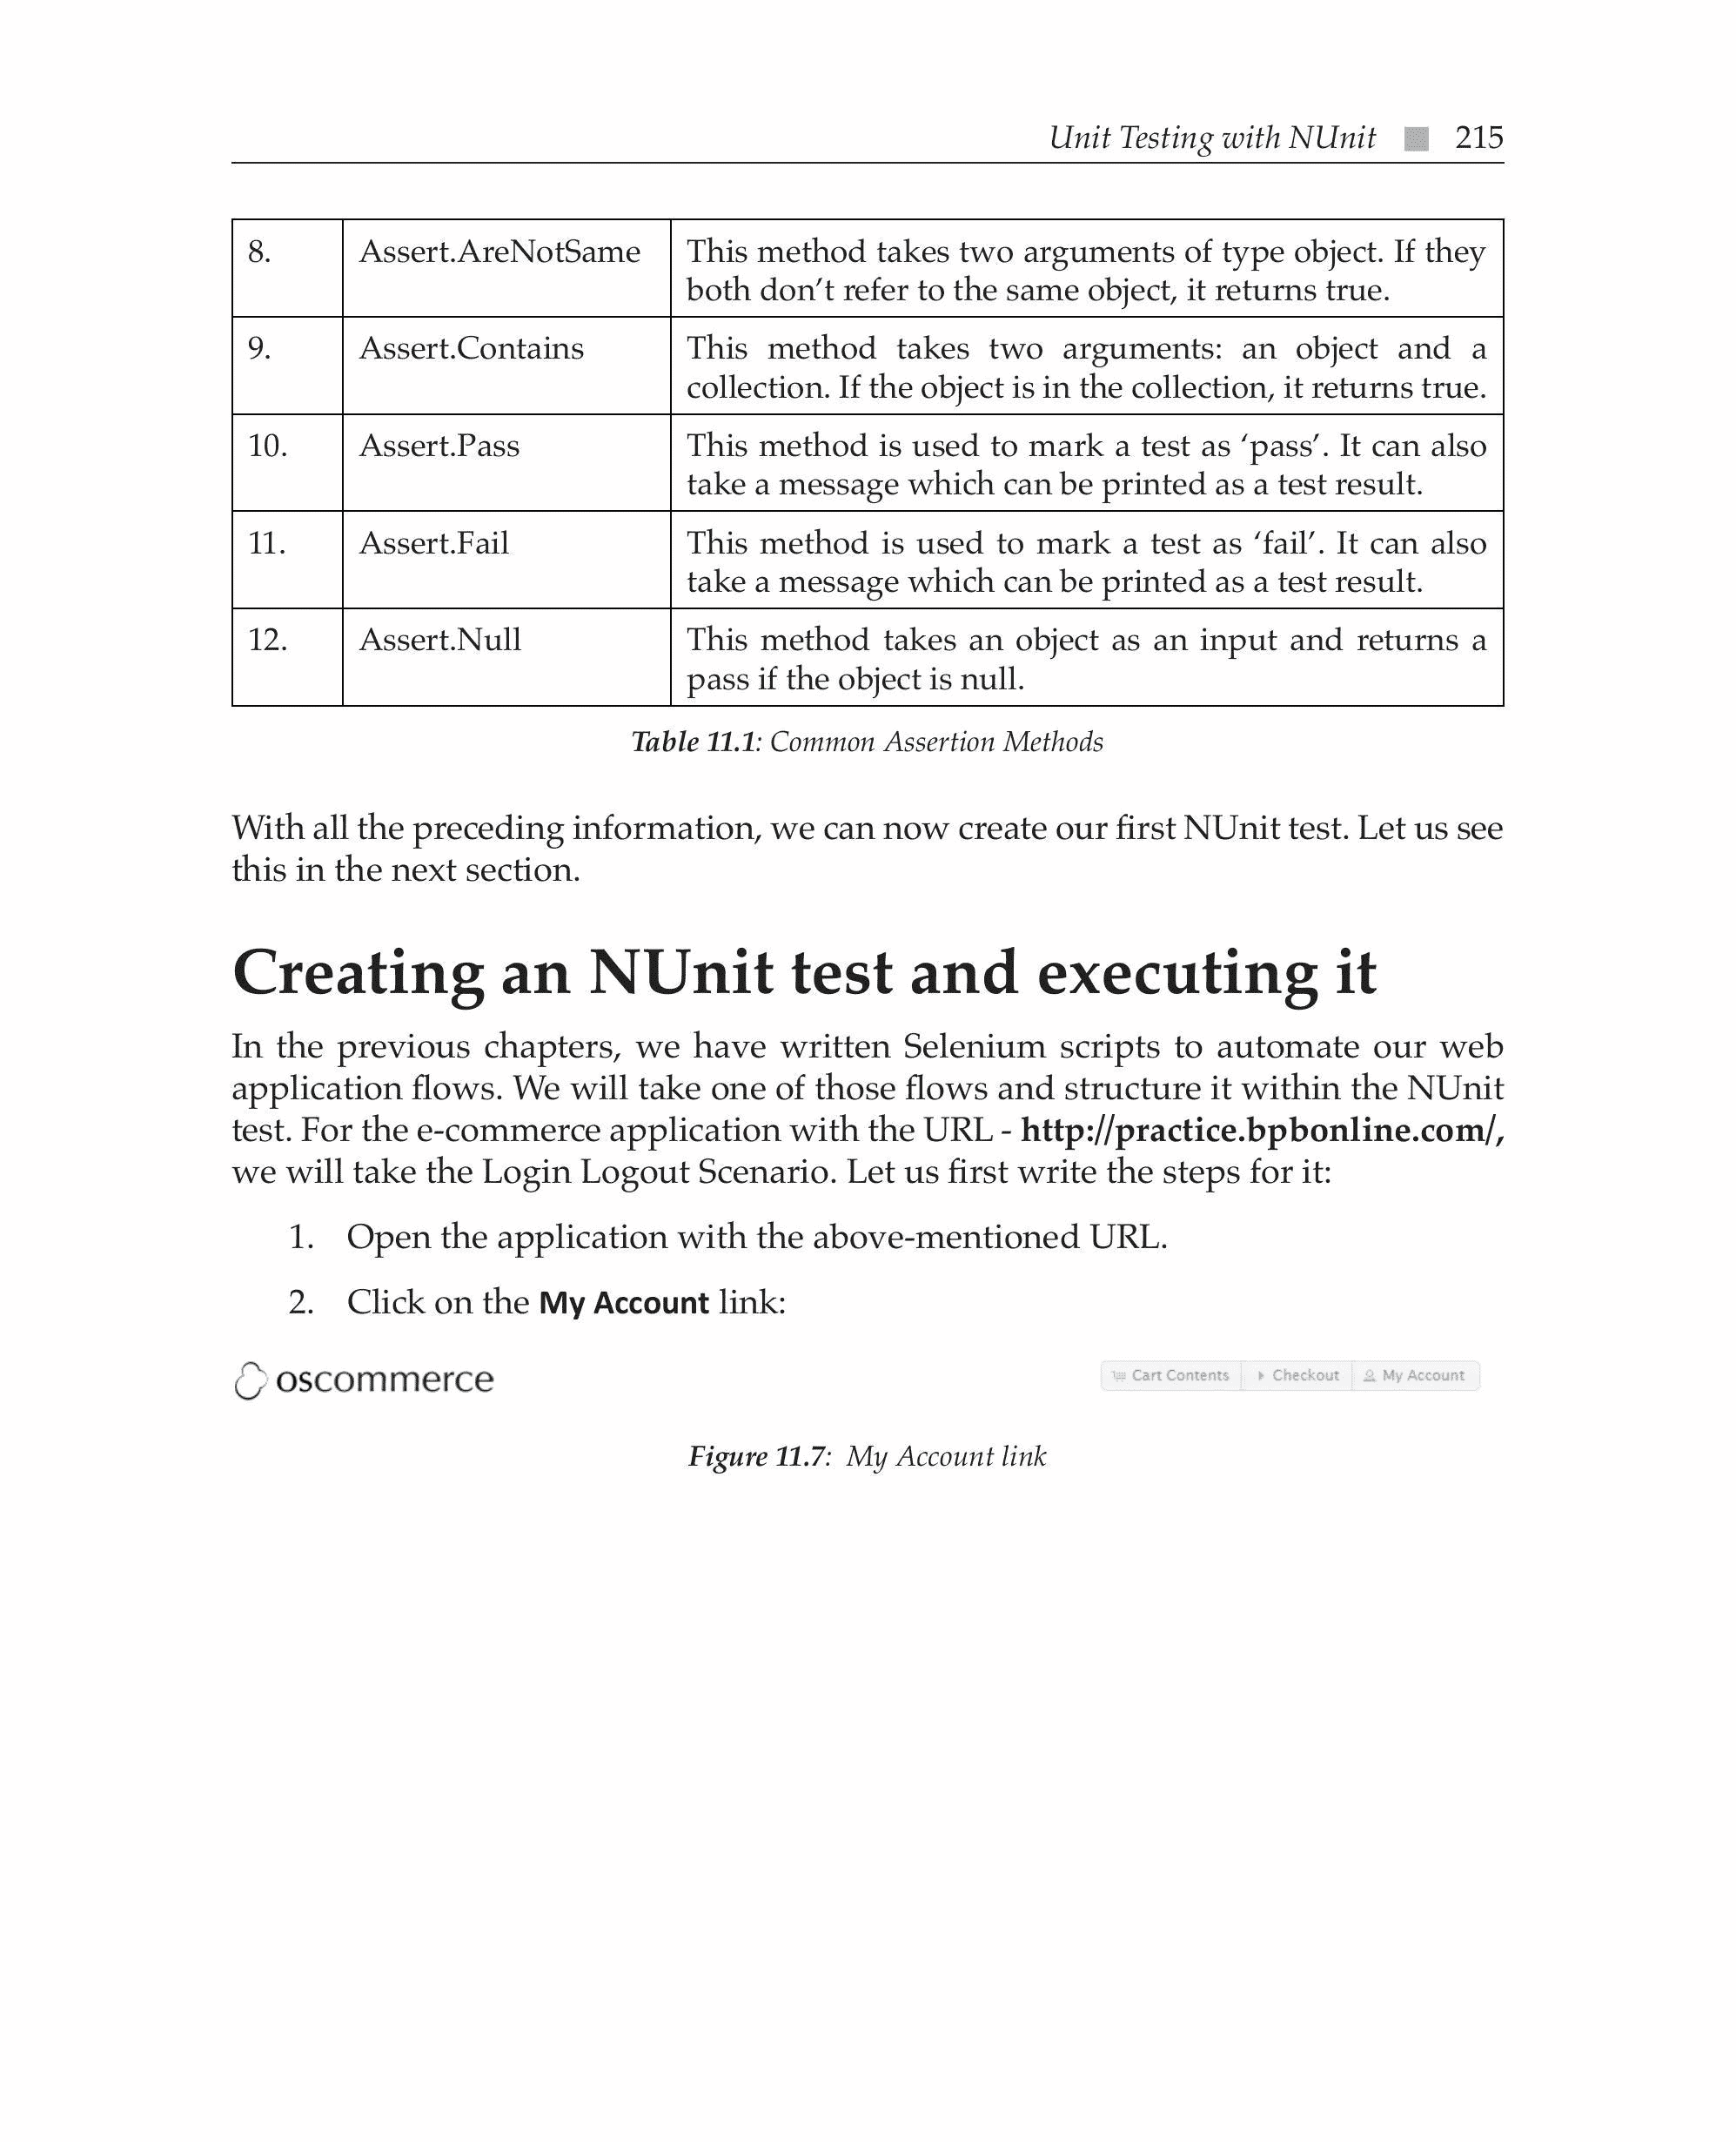 Unit Testing with NUnit 215
8. Assert.AreNotSame This method takes two arguments of type object. If they
both don’t refer to the same object, it returns true.
9. Assert.Contains This method takes two arguments: an object and a
collection. If the object is in the collection, it returns true.
10. Assert.Pass This method is used to mark a test as ‘pass’. It can also
take a message which can be printed as a test result.
11. Assert.Fail This method is used to mark a test as ‘fail’. It can also
take a message which can be printed as a test result.
12. Assert.Null This method takes an object as an input and returns a
pass if the object is null.
Table 11.1: Common Assertion Methods
With all the preceding information, we can now create our first NUnit test. Let us see
this in the next section.
Creating an NUnit test and executing it
In the previous chapters, we have written Selenium scripts to automate our web
application flows. We will take one of those flows and structure it within the NUnit
test. For the e-commerce application with the URL - http://practice.bpbonline.com/,
we will take the Login Logout Scenario. Let us first write the steps for it:
1. Open the application with the above-mentioned URL.
2. Click on the My Account link:
oscommerce Cart Contents Checkout My Account
Figure 11.7: My Account link